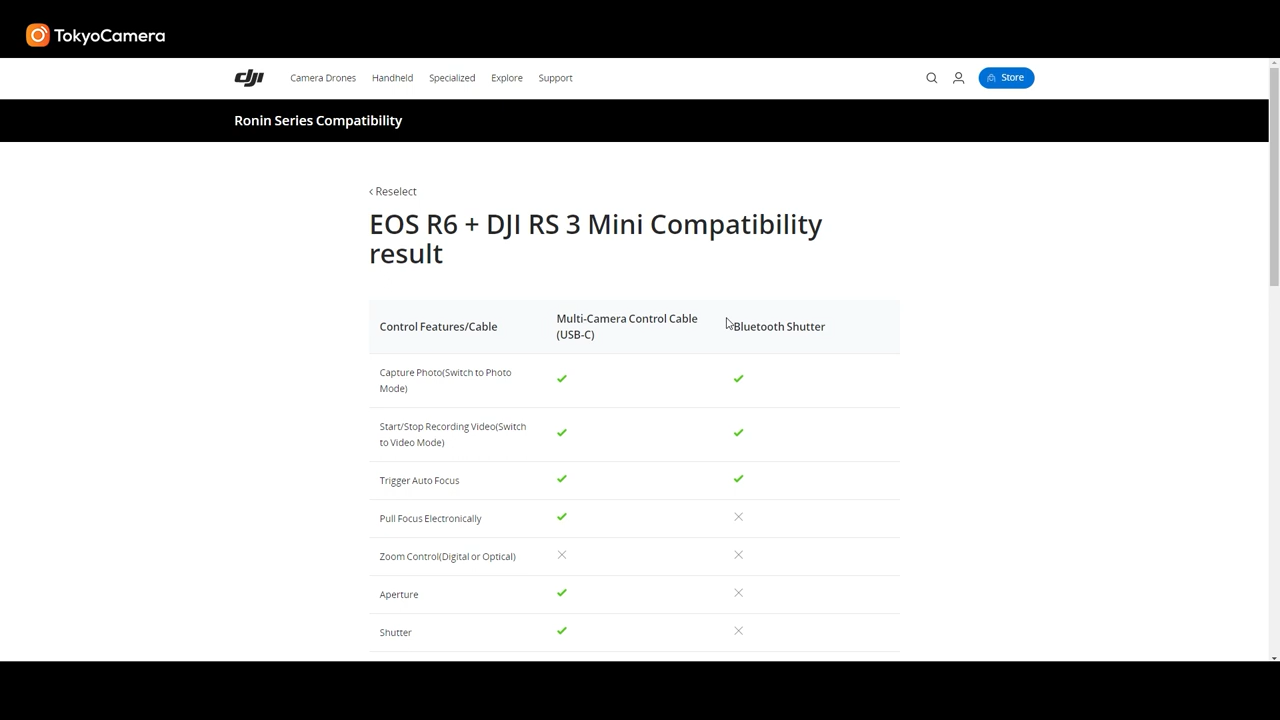 TokyoCamera
dji
Camera Drones
Handheld
Specialized
Explore
Support
Store
Ronin Series Compatibility
‹ Reselect
EOS R6 + DJI RS 3 Mini Compatibility
result
Control Features/Cable
Multi-Camera Control Cable
(USB-C)
Bluetooth Shutter
Capture Photo(Switch to Photo
Mode)
Start/Stop Recording Video(Switch
to Video Mode)
Trigger Auto Focus
Pull Focus Electronically
Zoom Control(Digital or Optical)
Aperture
Shutter